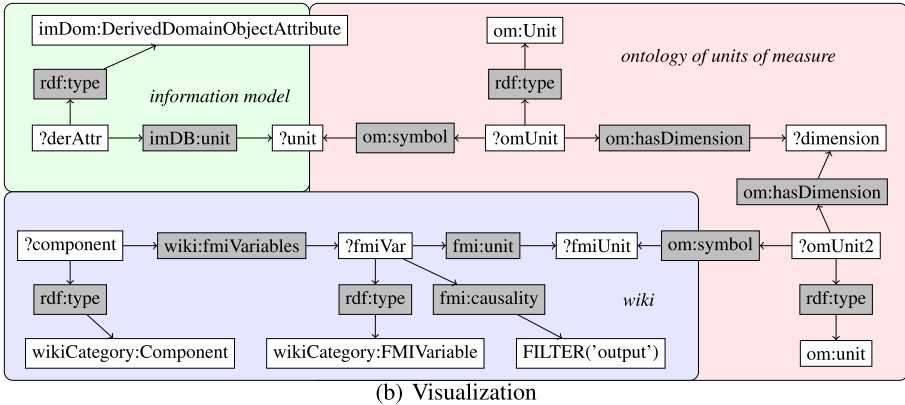 imDom:DerivedDomainObjectAttribute
om:Unit
ontology of units of measure
rdf:type
rdf:type
information model
?derAttr
imDB:unit
?unit
om:symbol
?omUnit
om:hasDimension
?dimension
om:hasDimension
?component
wiki:fmiVariables
?fmiVar
fmi:unit
?fmiUnit
om:symbol
?omUnit2
rdf:type
rdf:type
fmi:causality
wiki
rdf:type
wikiCategory:Component
wikiCategory:FMIVariable
FILTER('output')
om:unit
(b) Visualization